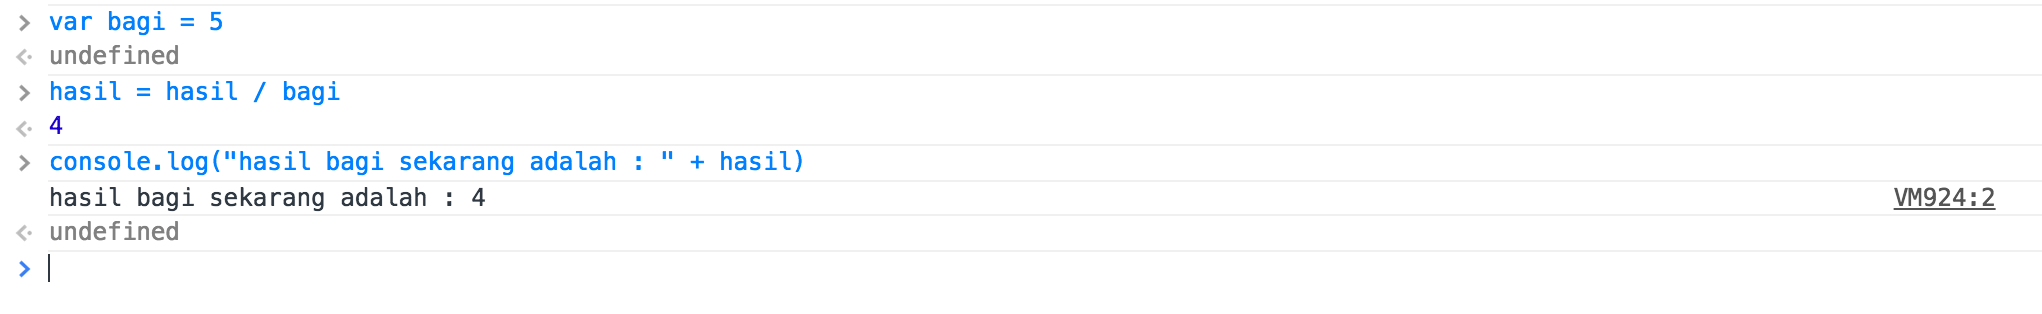 > var bagi = 5
<· undefined
> hasil = hasil / bagi
<· 4
> console.log("hasil bagi sekarang adalah : " + hasil)
hasil bagi sekarang adalah : 4 VM924:2
<· undefined
>